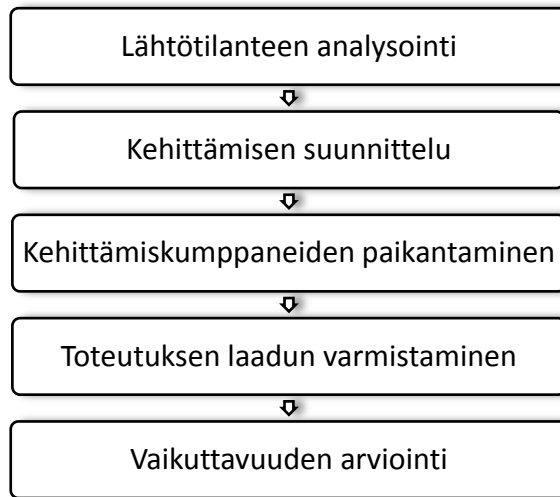 Lähtötilanteen analysointi
Kehittämisen suunnittelu
Kehittämiskumppaneiden paikantaminen
Toteutuksen laadun varmistaminen
Vaikuttavuuden arviointi